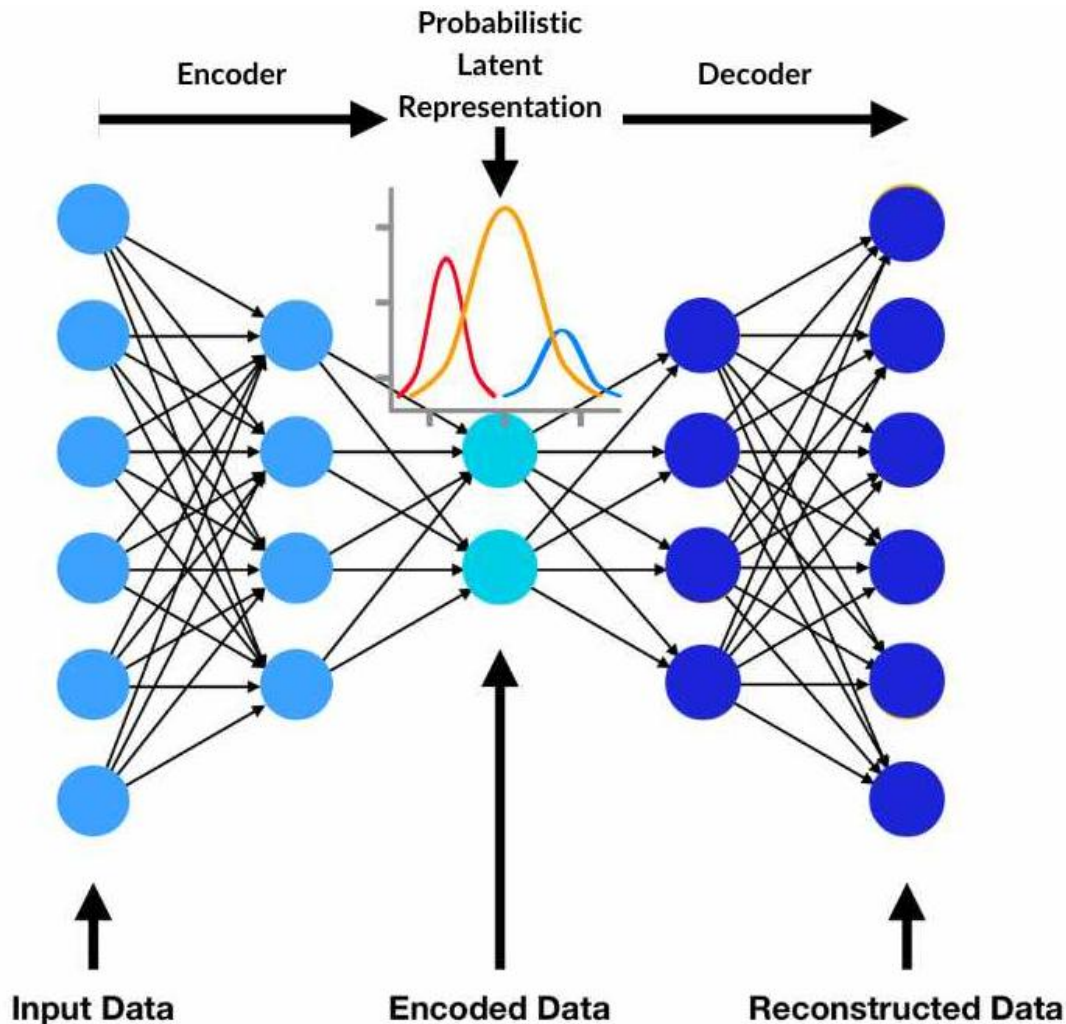 Probabilistic
Latent
Representation
Encoder
Decoder
Input Data
Encoded Data
Reconstructed Data